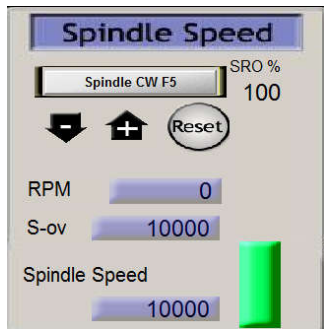 Spindle Speed
Spindle CW F5
SRO %
100
- + Reset
RPM 0
S-ov 10000
Spindle Speed
10000